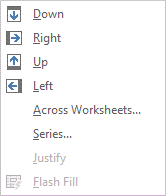 Down
Right
Up
Left
Across Worksheets...
Series...
Justify
Flash Fill